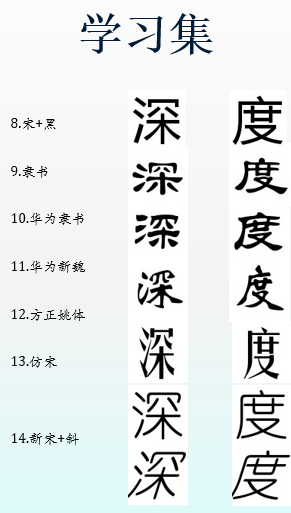 学习集
8.宋+黑 深 度
9.隶书 深 度
10.华为隶书 深 度
11.华为新魏 深 度
12.方正姚体
13.仿宋 深 度
14.新宋+斜 深 度
深 度